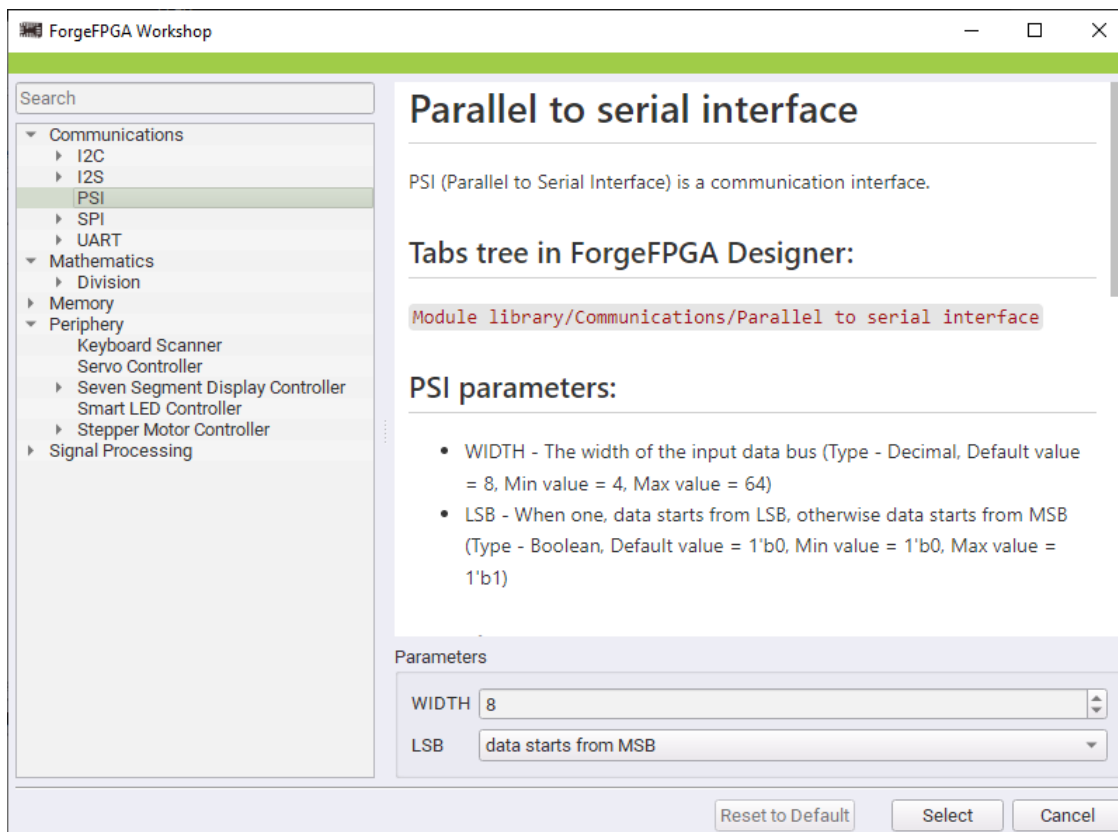 ForgeFPGA Workshop
Search
Communications
I2C
I2S
PSI
SPI
UART
Mathematics
Division
Memory
Periphery
Keyboard Scanner
Servo Controller
Seven Segment Display Controller
Smart LED Controller
Stepper Motor Controller
Signal Processing
Parallel to serial interface
PSI (Parallel to Serial Interface) is a communication interface.
Tabs tree in ForgeFPGA Designer:
Module library/Communications/Parallel to serial interface
PSI parameters:
• WIDTH - The width of the input data bus (Type - Decimal, Default value
= 8, Min value = 4, Max value = 64)
• LSB - When one, data starts from LSB, otherwise data starts from MSB
(Type - Boolean, Default value = 1'b0, Min value = 1'b0, Max value =
1'b1)
Parameters
WIDTH 8
LSB data starts from MSB
Reset to Default Select Cancel